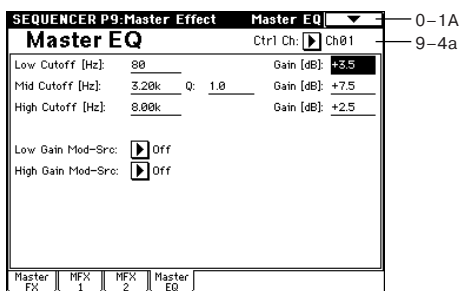 SEQUENCER P9:Master Effect Master EQ 0–1A
Master EQ Ctrl Ch: Ch01 9–4a
Low Cutoff [Hz]: 80 Gain [dB]: +3.5
Mid Cutoff [Hz]: 3.20k Q: 1.0 Gain [dB]: +7.5
High Cutoff [Hz]: 8.00k Gain [dB]: +2.5
Low Gain Mod-Src: Off
High Gain Mod-Src: Off
Master FX MFX 1 MFX 2 Master EQ